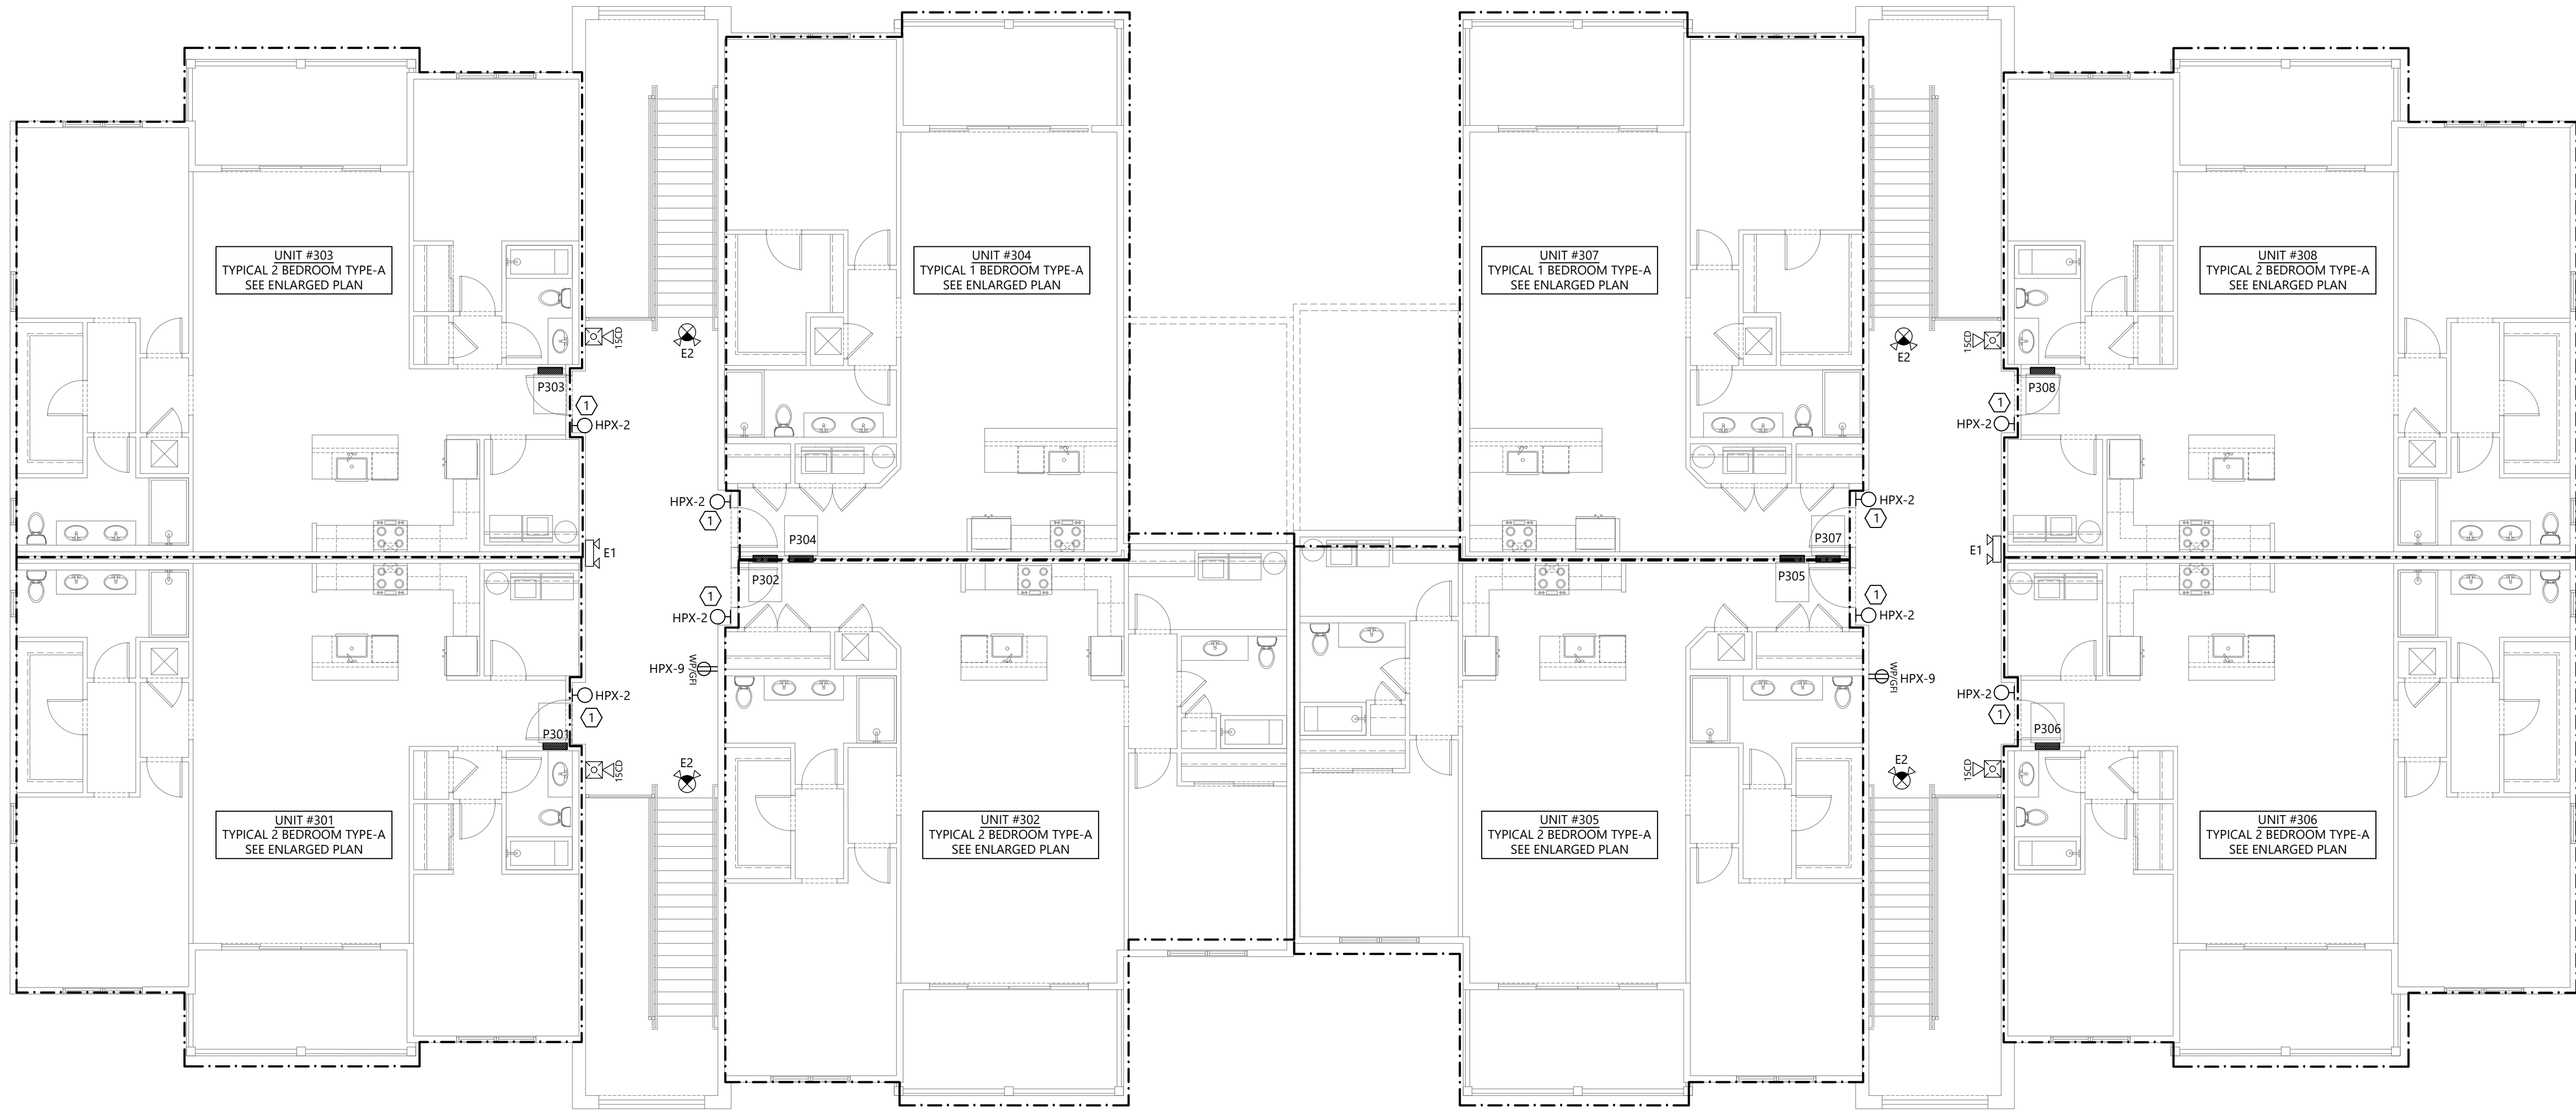 UNIT #303
TYPICAL 2 BEDROOM TYPE-A
SEE ENLARGED PLAN
UNIT #304
TYPICAL 1 BEDROOM TYPE-A
SEE ENLARGED PLAN
UNIT #307
TYPICAL 1 BEDROOM TYPE-A
SEE ENLARGED PLAN
UNIT #308
TYPICAL 2 BEDROOM TYPE-A
SEE ENLARGED PLAN
15CD
E2
E2
15CD
P303
P308
1
HPX-2
1
HPX-2
HPX-2
1
HPX-2
1
P304
P307
E1
E1
P302
P305
1
HPX-2
1
HPX-2
HPX-9
WP/GFI
WP/GFI
HPX-9
HPX-2
1
HPX-2
1
P301
P306
15CD
E2
E2
15CD
UNIT #301
TYPICAL 2 BEDROOM TYPE-A
SEE ENLARGED PLAN
UNIT #302
TYPICAL 2 BEDROOM TYPE-A
SEE ENLARGED PLAN
UNIT #305
TYPICAL 2 BEDROOM TYPE-A
SEE ENLARGED PLAN
UNIT #306
TYPICAL 2 BEDROOM TYPE-A
SEE ENLARGED PLAN